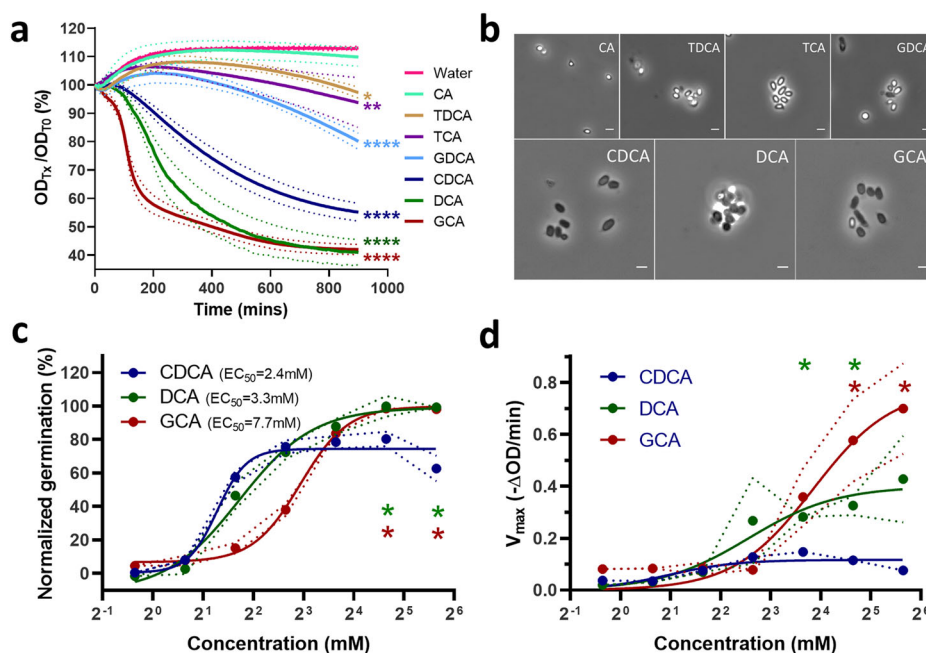 a
OD_Tx/OD_T0 (%)
120
110
100
90
80
70
60
50
40
0
200
400
600
800
1000
Time (mins)
*
**
****
****
****
****
Water
CA
TDCA
TCA
GDCA
CDCA
DCA
GCA
b
CA
TDCA
TCA
GDCA
CDCA
DCA
GCA
c
Normalized germination (%)
120
100
80
60
40
20
0
CDCA (EC50=2.4mM)
DCA (EC50=3.3mM)
GCA (EC50=7.7mM)
* *
* *
2^-1 2^0 2^1 2^2 2^3 2^4 2^5 2^6
Concentration (mM)
d
V_max (-ΔOD/min)
0.8
0.6
0.4
0.2
0.0
CDCA
DCA
GCA
* *
* *
2^-1 2^0 2^1 2^2 2^3 2^4 2^5 2^6
Concentration (mM)